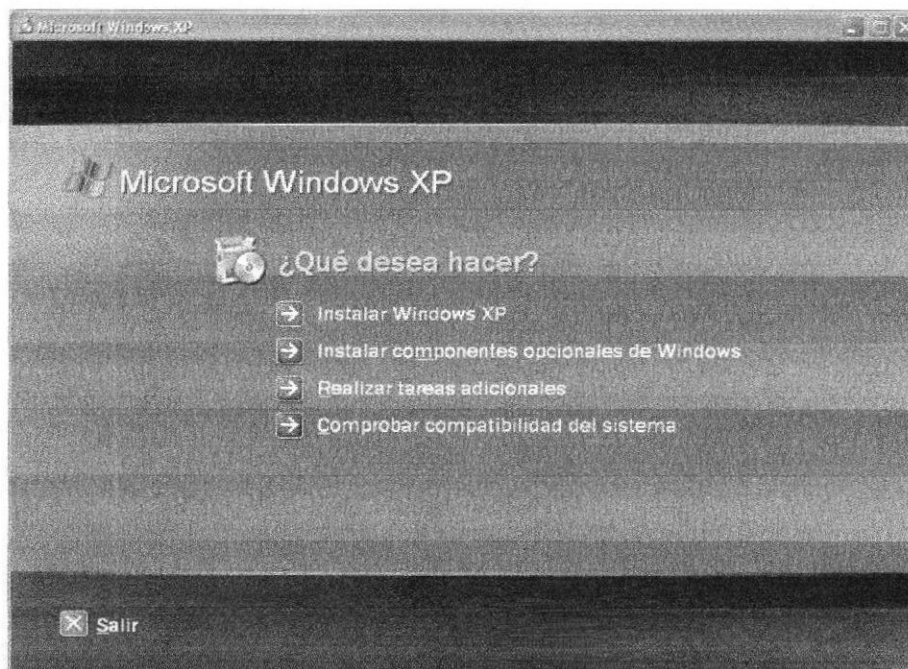 Microsoft Windows XP
Microsoft Windows XP
¿Qué desea hacer?
Instalar Windows XP
Instalar componentes opcionales de Windows
Realizar tareas adicionales
Comprobar compatibilidad del sistema
Salir